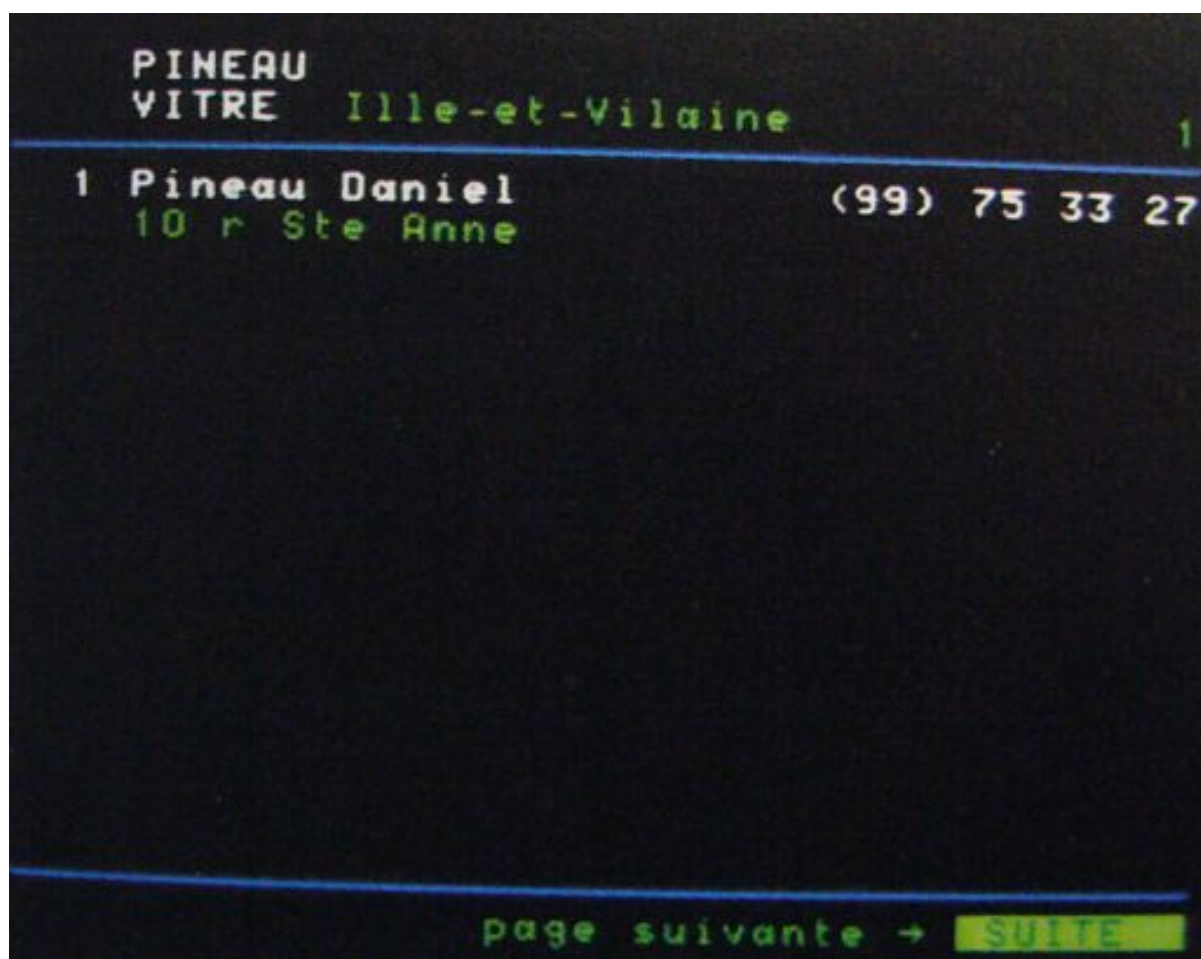 PINEAU
VITRE Ille-et-Vilaine 1
1 Pineau Daniel (99) 75 33 27
10 r Ste Anne
page suivante → SUITE